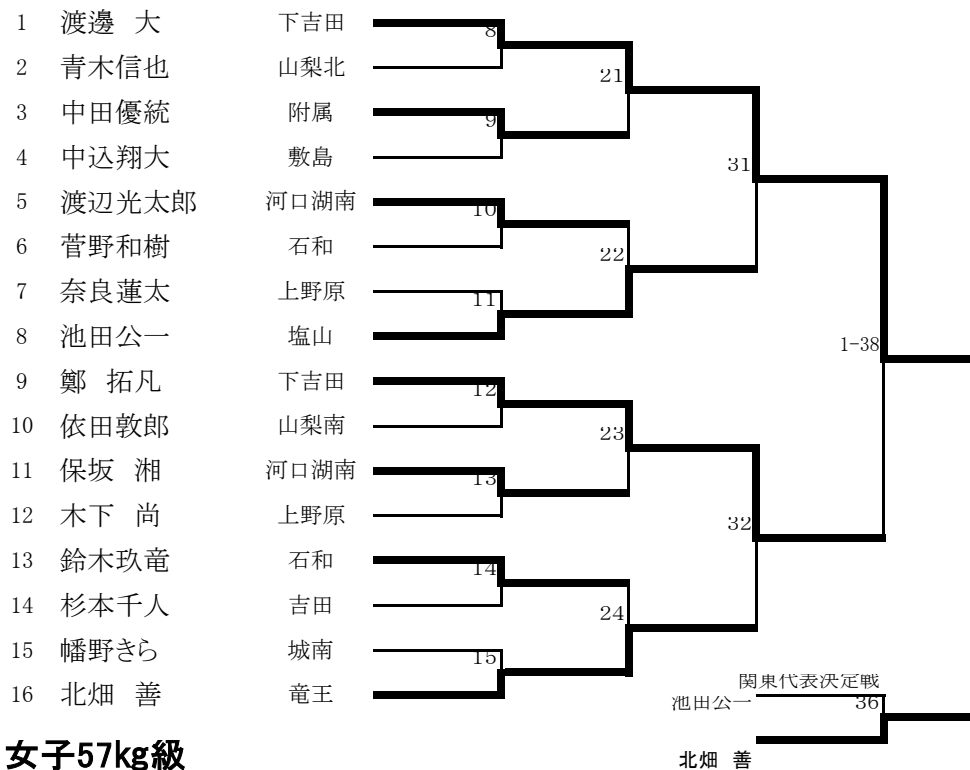 1 渡邊 大 下吉田
8
2 青木信也 山梨北
21
3 中田優統 附属
9
4 中込翔大 敷島
31
5 渡辺光太郎 河口湖南
10
6 菅野和樹 石和
22
7 奈良蓮太 上野原
11
8 池田公一 塩山
1-38
9 鄭 拓凡 下吉田
12
10 依田敦郎 山梨南
23
11 保坂 湘 河口湖南
13
12 木下 尚 上野原
32
13 鈴木玖竜 石和
14
14 杉本千人 吉田
24
15 幡野きら 城南
15
16 北畑 善 竜王
関東代表決定戦
池田公一 36
女子57kg級
北畑 善